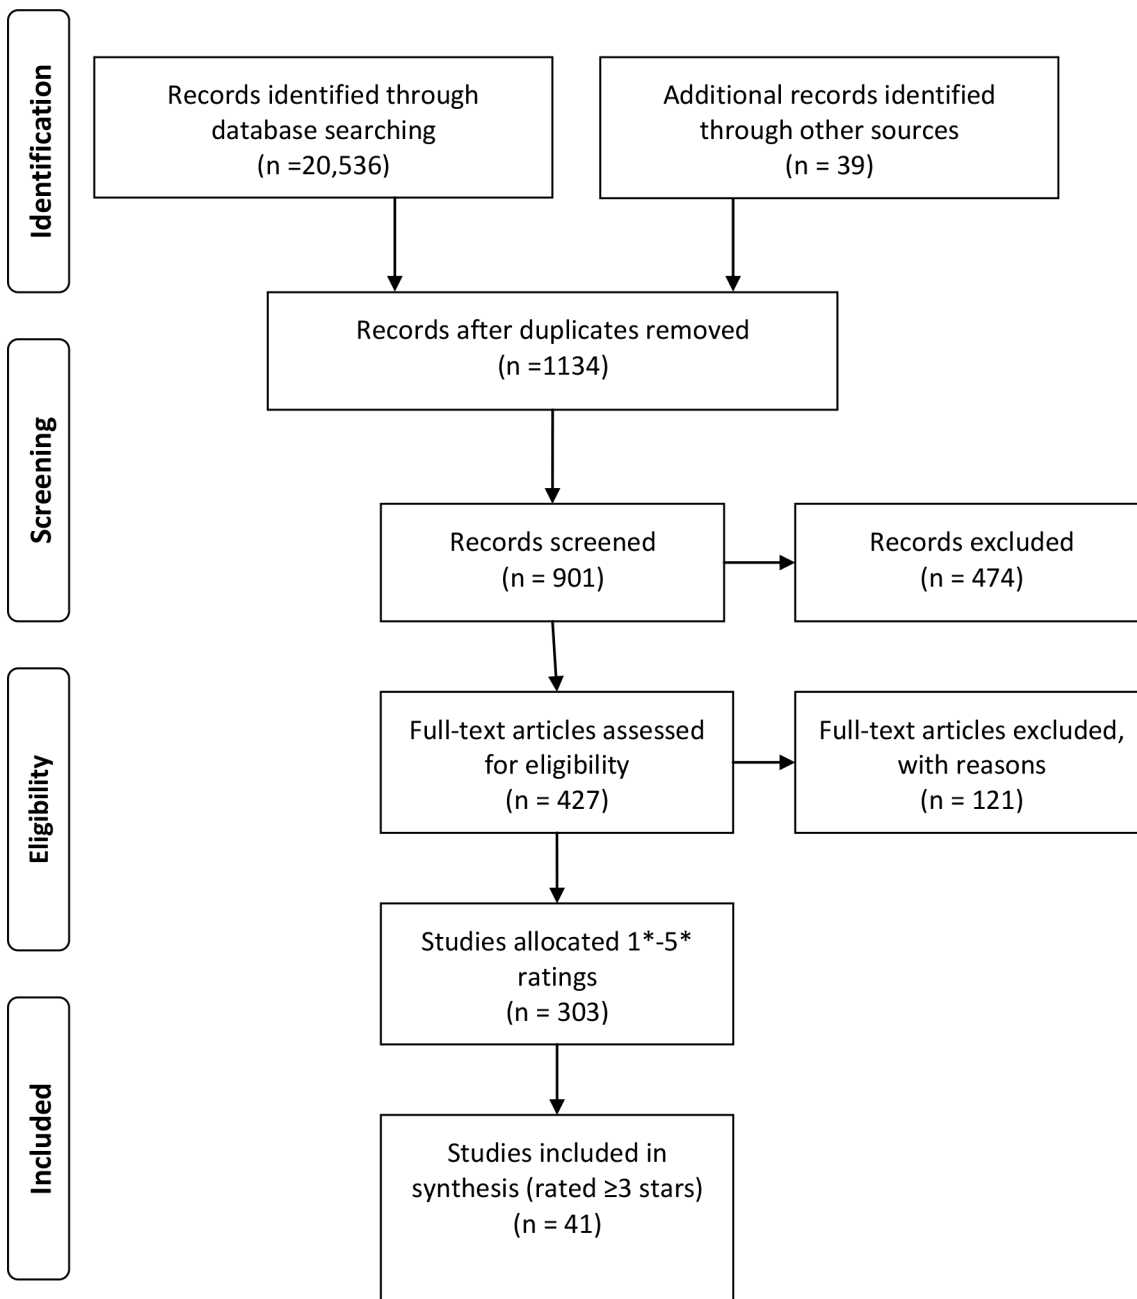 Identification
Records identified through
database searching
(n =20,536)
Additional records identified
through other sources
(n = 39)
Records after duplicates removed
(n =1134)
Screening
Records screened
(n = 901)
Records excluded
(n = 474)
Eligibility
Full-text articles assessed
for eligibility
(n = 427)
Full-text articles excluded,
with reasons
(n = 121)
Studies allocated 1*-5*
ratings
(n = 303)
Included
Studies included in
synthesis (rated ≥3 stars)
(n = 41)